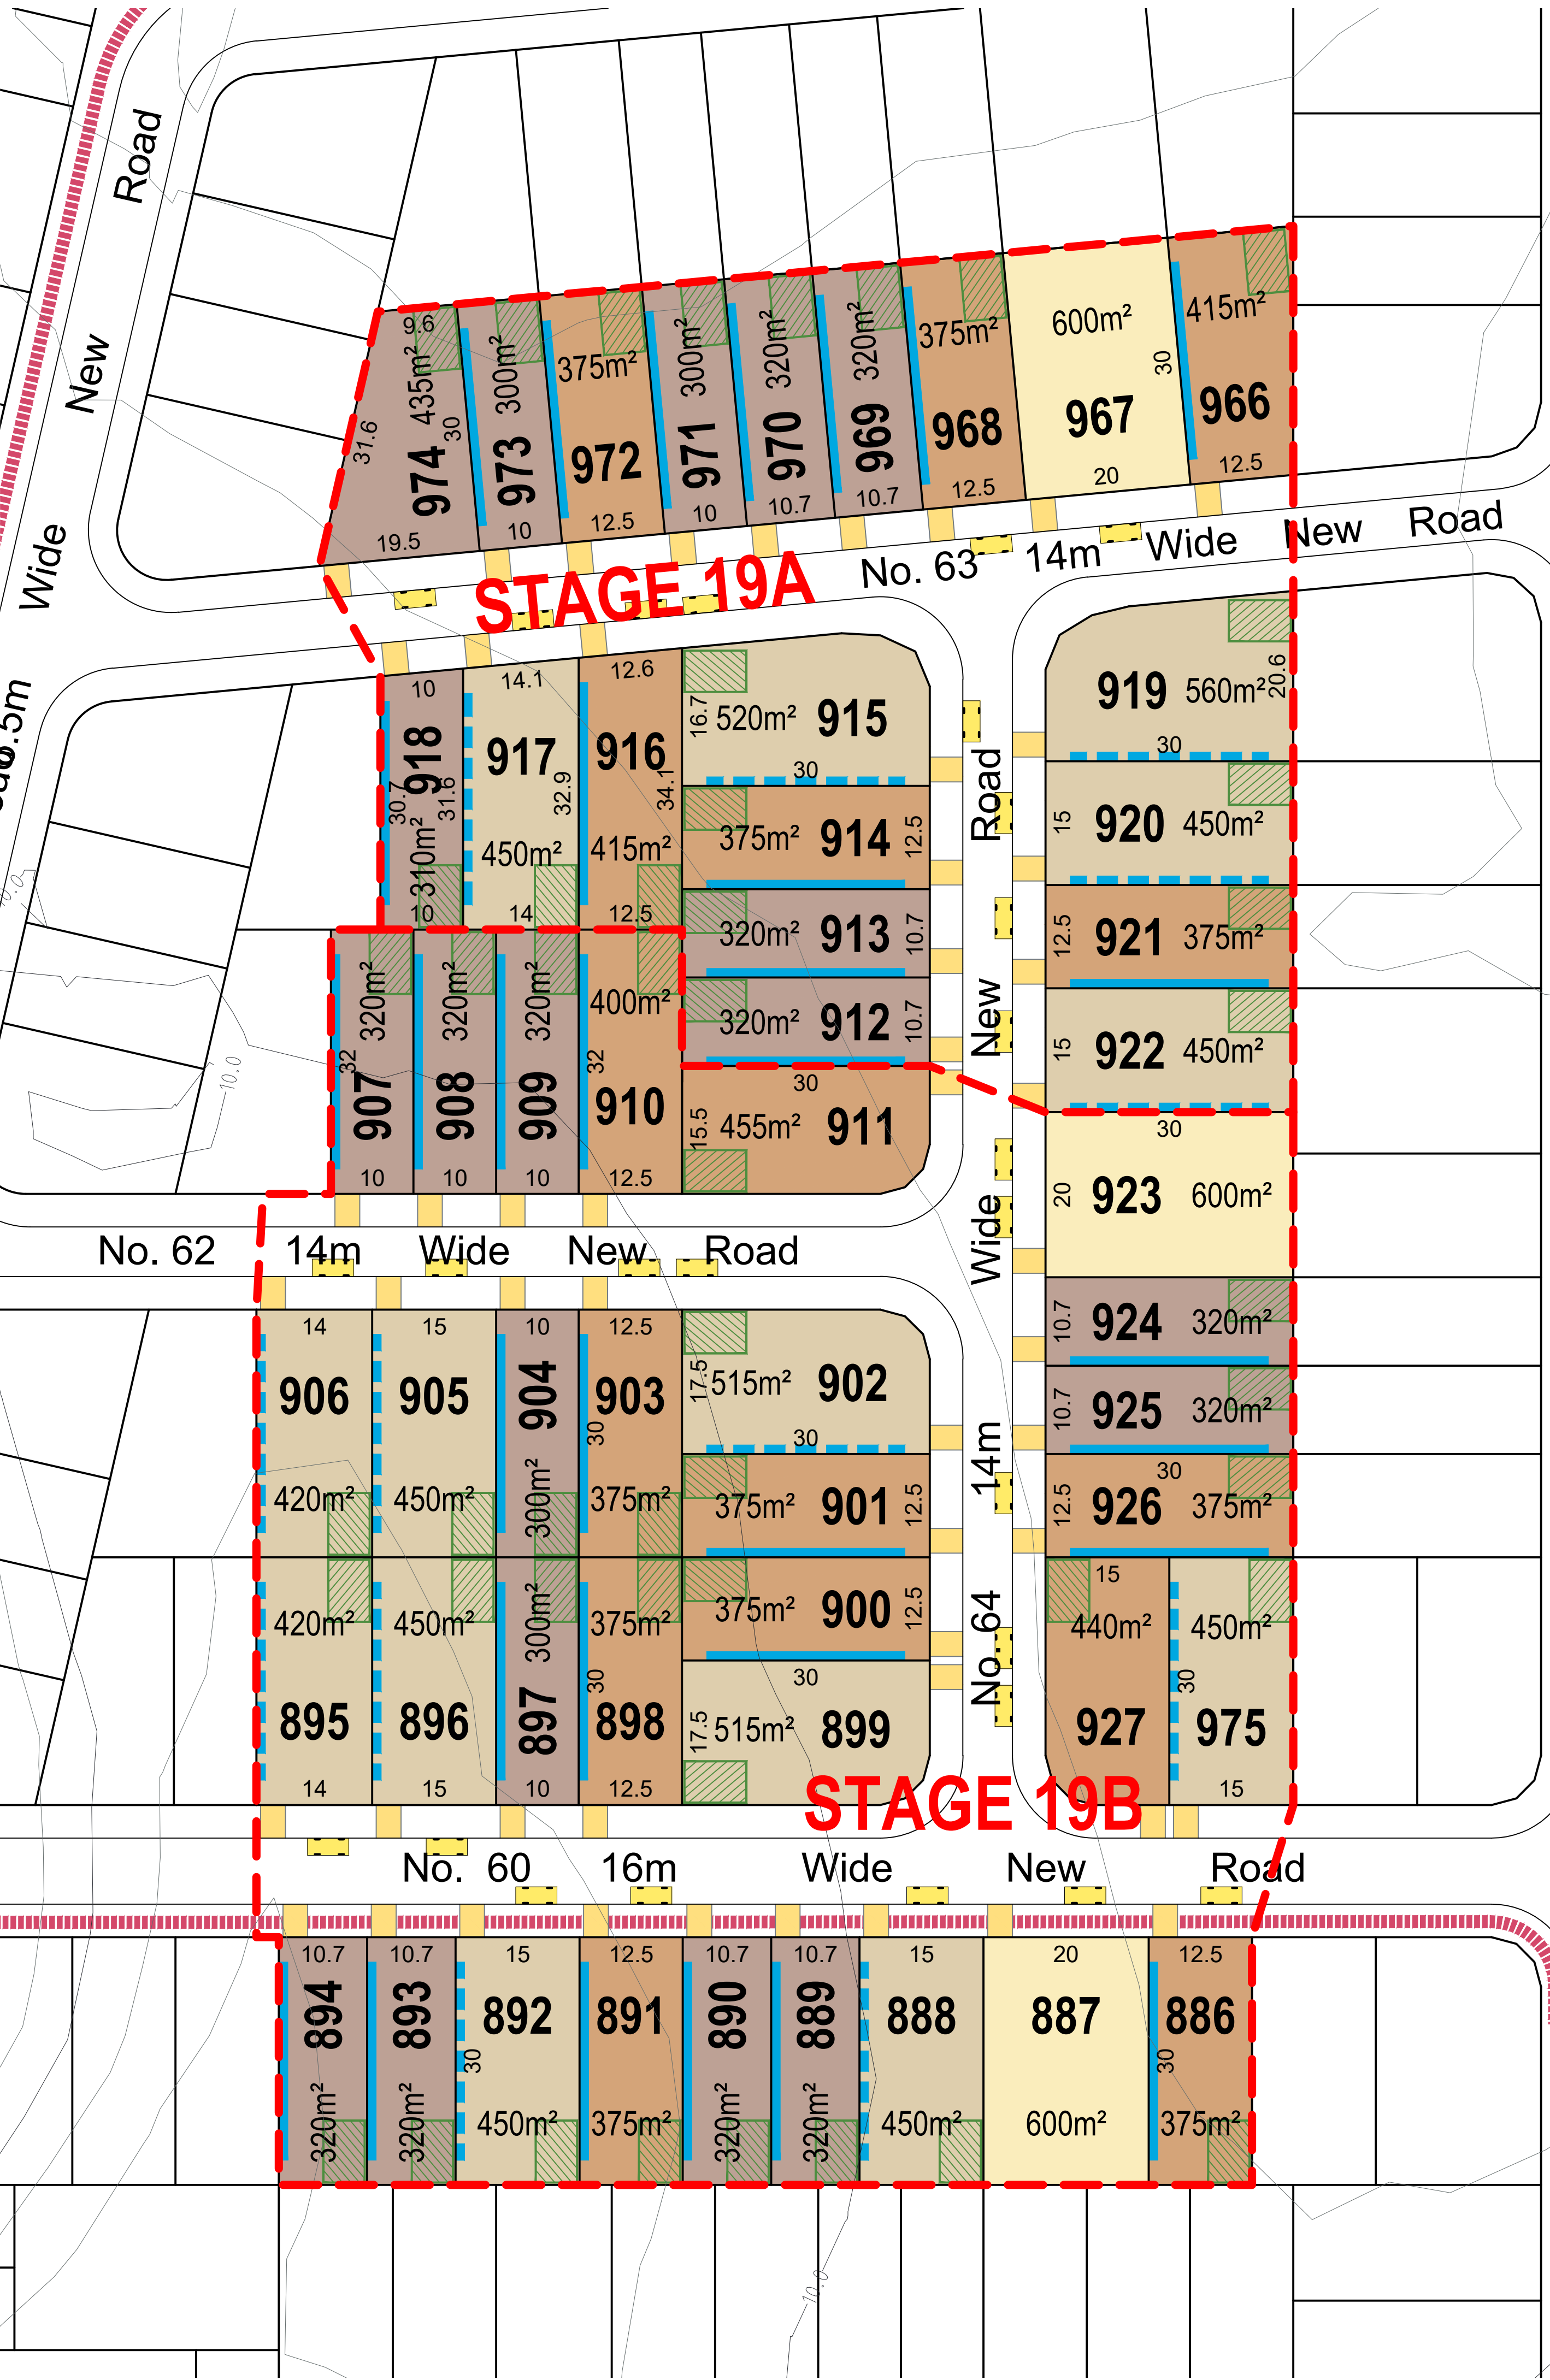 Road
New
Wide
5m
9.6
31.6
974 435m²
30
19.5
973 300m²
10
375m²
972
12.5
971 300m²
10
970 320m²
10.7
969 320m²
10.7
375m²
968
12.5
600m²
967
20
30
415m²
966
12.5
No. 63 14m Wide New Road
STAGE 19A
10
918
30.7
310m²
31.6
10
14.1
917
32.9
450m²
14
12.6
916
34.1
415m²
12.5
16.7
520m² 915
30
375m² 914 12.5
320m² 913 10.7
320m² 912 10.7
919 560m²
20.6
30
15 920 450m²
12.5 921 375m²
15 922 450m²
10.0
10.0
907 320m²
32
10
908 320m²
10
909 320m²
10
400m²
32
910
12.5
30
15.5 455m² 911
30
20 923 600m²
No. 62 14m Wide New Road
No. 64 14m Wide New Road
14
906
420m²
15
905
450m²
10
904
300m²
12.5
903
30
375m²
17.5 515m² 902
30
375m² 901 12.5
10.7 924 320m²
10.7 925 320m²
30
12.5 926 375m²
420m²
895
14
450m²
896
15
300m²
897
10
375m²
30
898
12.5
375m² 900 12.5
30
17.5 515m² 899
15
440m²
927
450m²
30
975
15
STAGE 19B
No. 60 16m Wide New Road
10.7
894
320m²
10.7
893
320m²
15
892
30
450m²
12.5
891
375m²
10.7
890
320m²
10.7
889
320m²
15
888
450m²
20
887
600m²
12.5
886
30
375m²
10.0